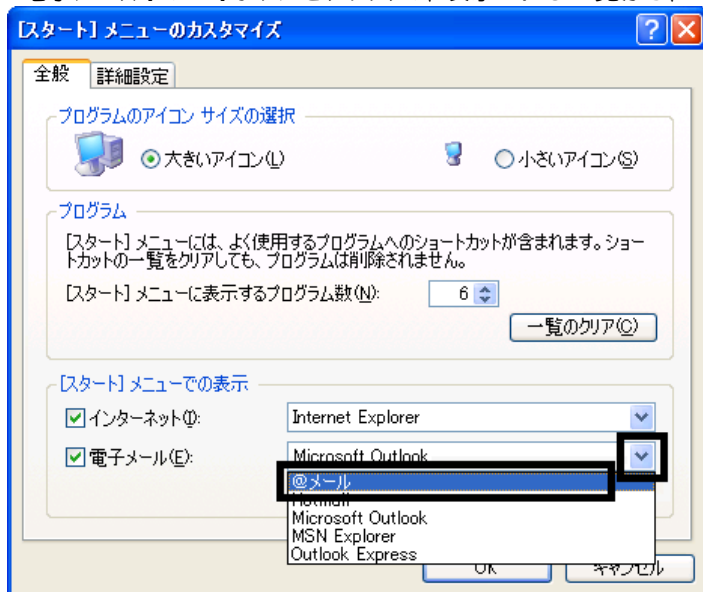 [スタート] メニューのカスタマイズ
全般 詳細設定
プログラムのアイコン サイズの選択
大きいアイコン(L) 小さいアイコン(S)
プログラム
[スタート] メニューには、よく使用するプログラムへのショートカットが含まれます。ショー
トカットの一覧をクリアしても、プログラムは削除されません。
[スタート] メニューに表示するプログラム数(N): 6
一覧のクリア(C)
[スタート] メニューでの表示
インターネット(I): Internet Explorer
電子メール(E): Microsoft Outlook
@メール
Hotmail
Microsoft Outlook
MSN Explorer
Outlook Express
OK キャンセル